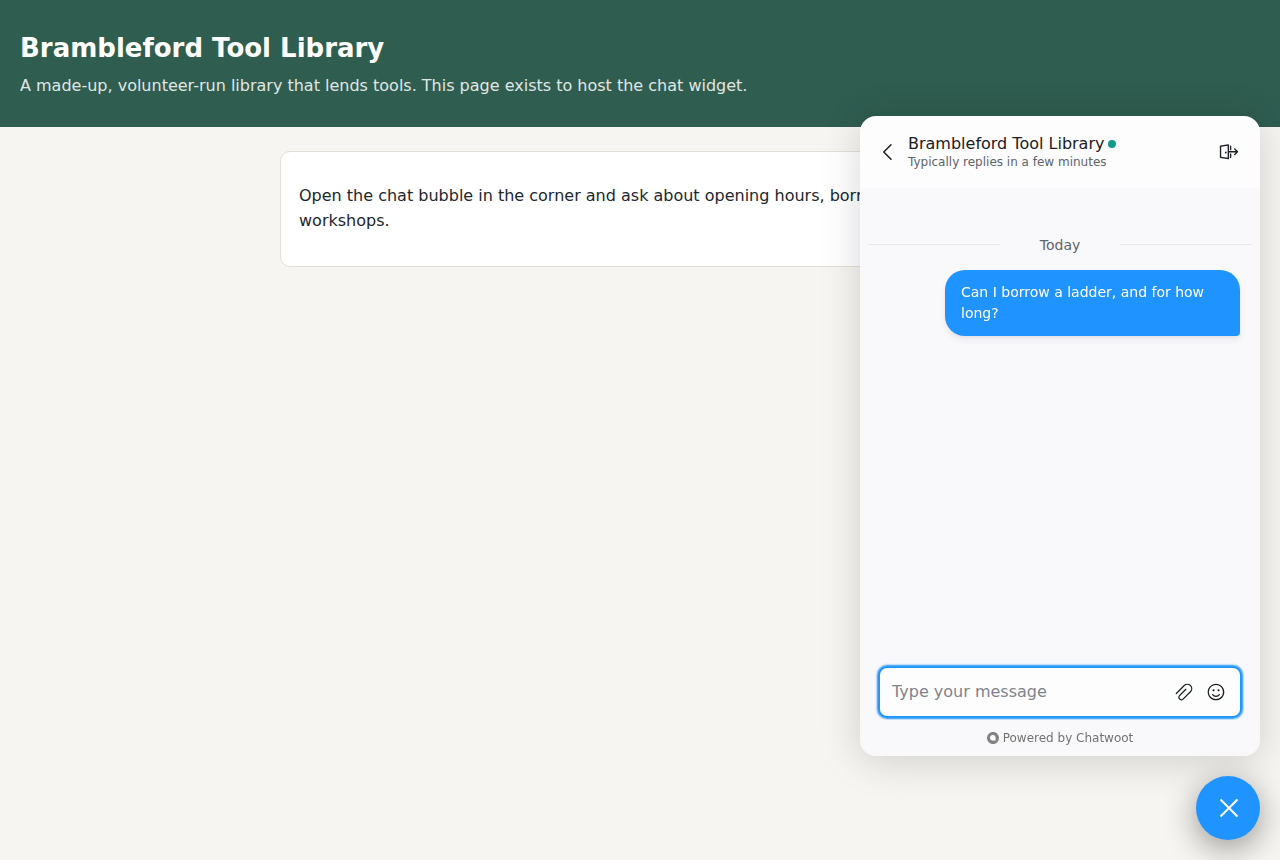 Brambleford Tool Library
A made-up, volunteer-run library that lends tools. This page exists to host the chat widget.
Open the chat bubble in the corner and ask about opening hours,
workshops.
Brambleford Tool Library
Typically replies in a few minutes
Today
Can I borrow a ladder, and for how
long?
Type your message
Powered by Chatwoot